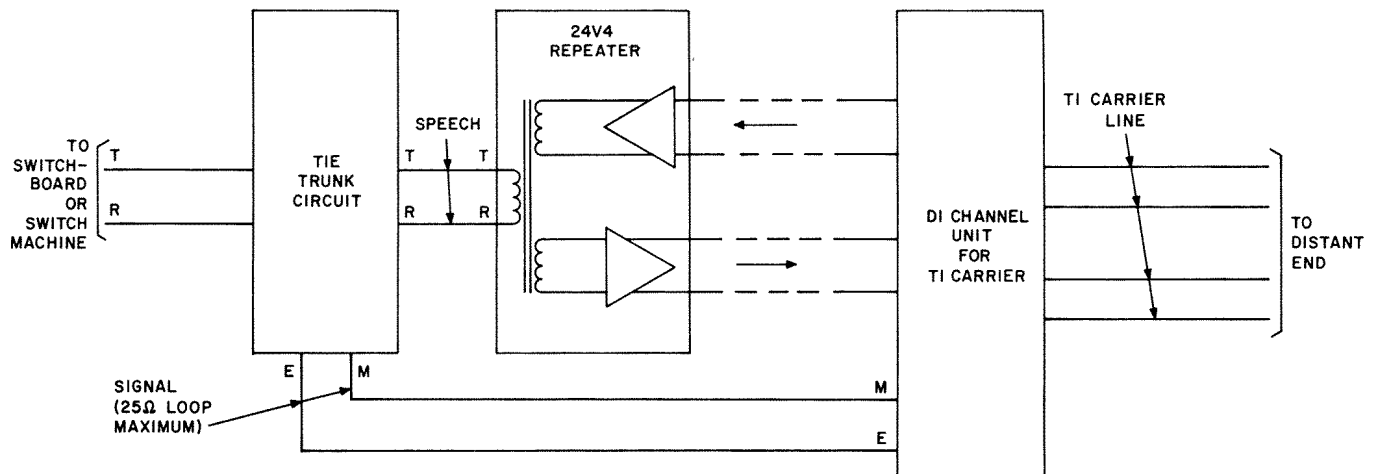 TO
SWITCH-
BOARD
OR
SWITCH
MACHINE
T
R
TIE
TRUNK
CIRCUIT
SPEECH
T T
R R
24V4
REPEATER
DI CHANNEL
UNIT
FOR
TI CARRIER
TI CARRIER
LINE
TO
DISTANT
END
E M
SIGNAL
(25Ω LOOP
MAXIMUM)
M
E